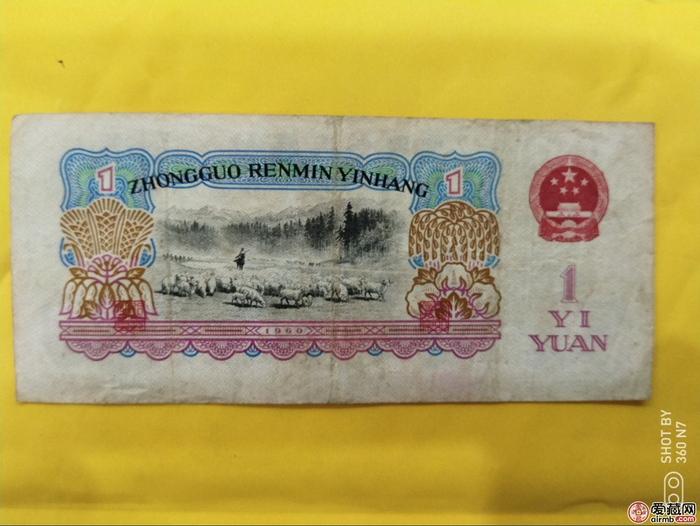 1
ZHONGGUO RENMIN YINHANG
1
1960
1
YI
YUAN
SHOT BY
360 N7
爱藏网
airmb.com